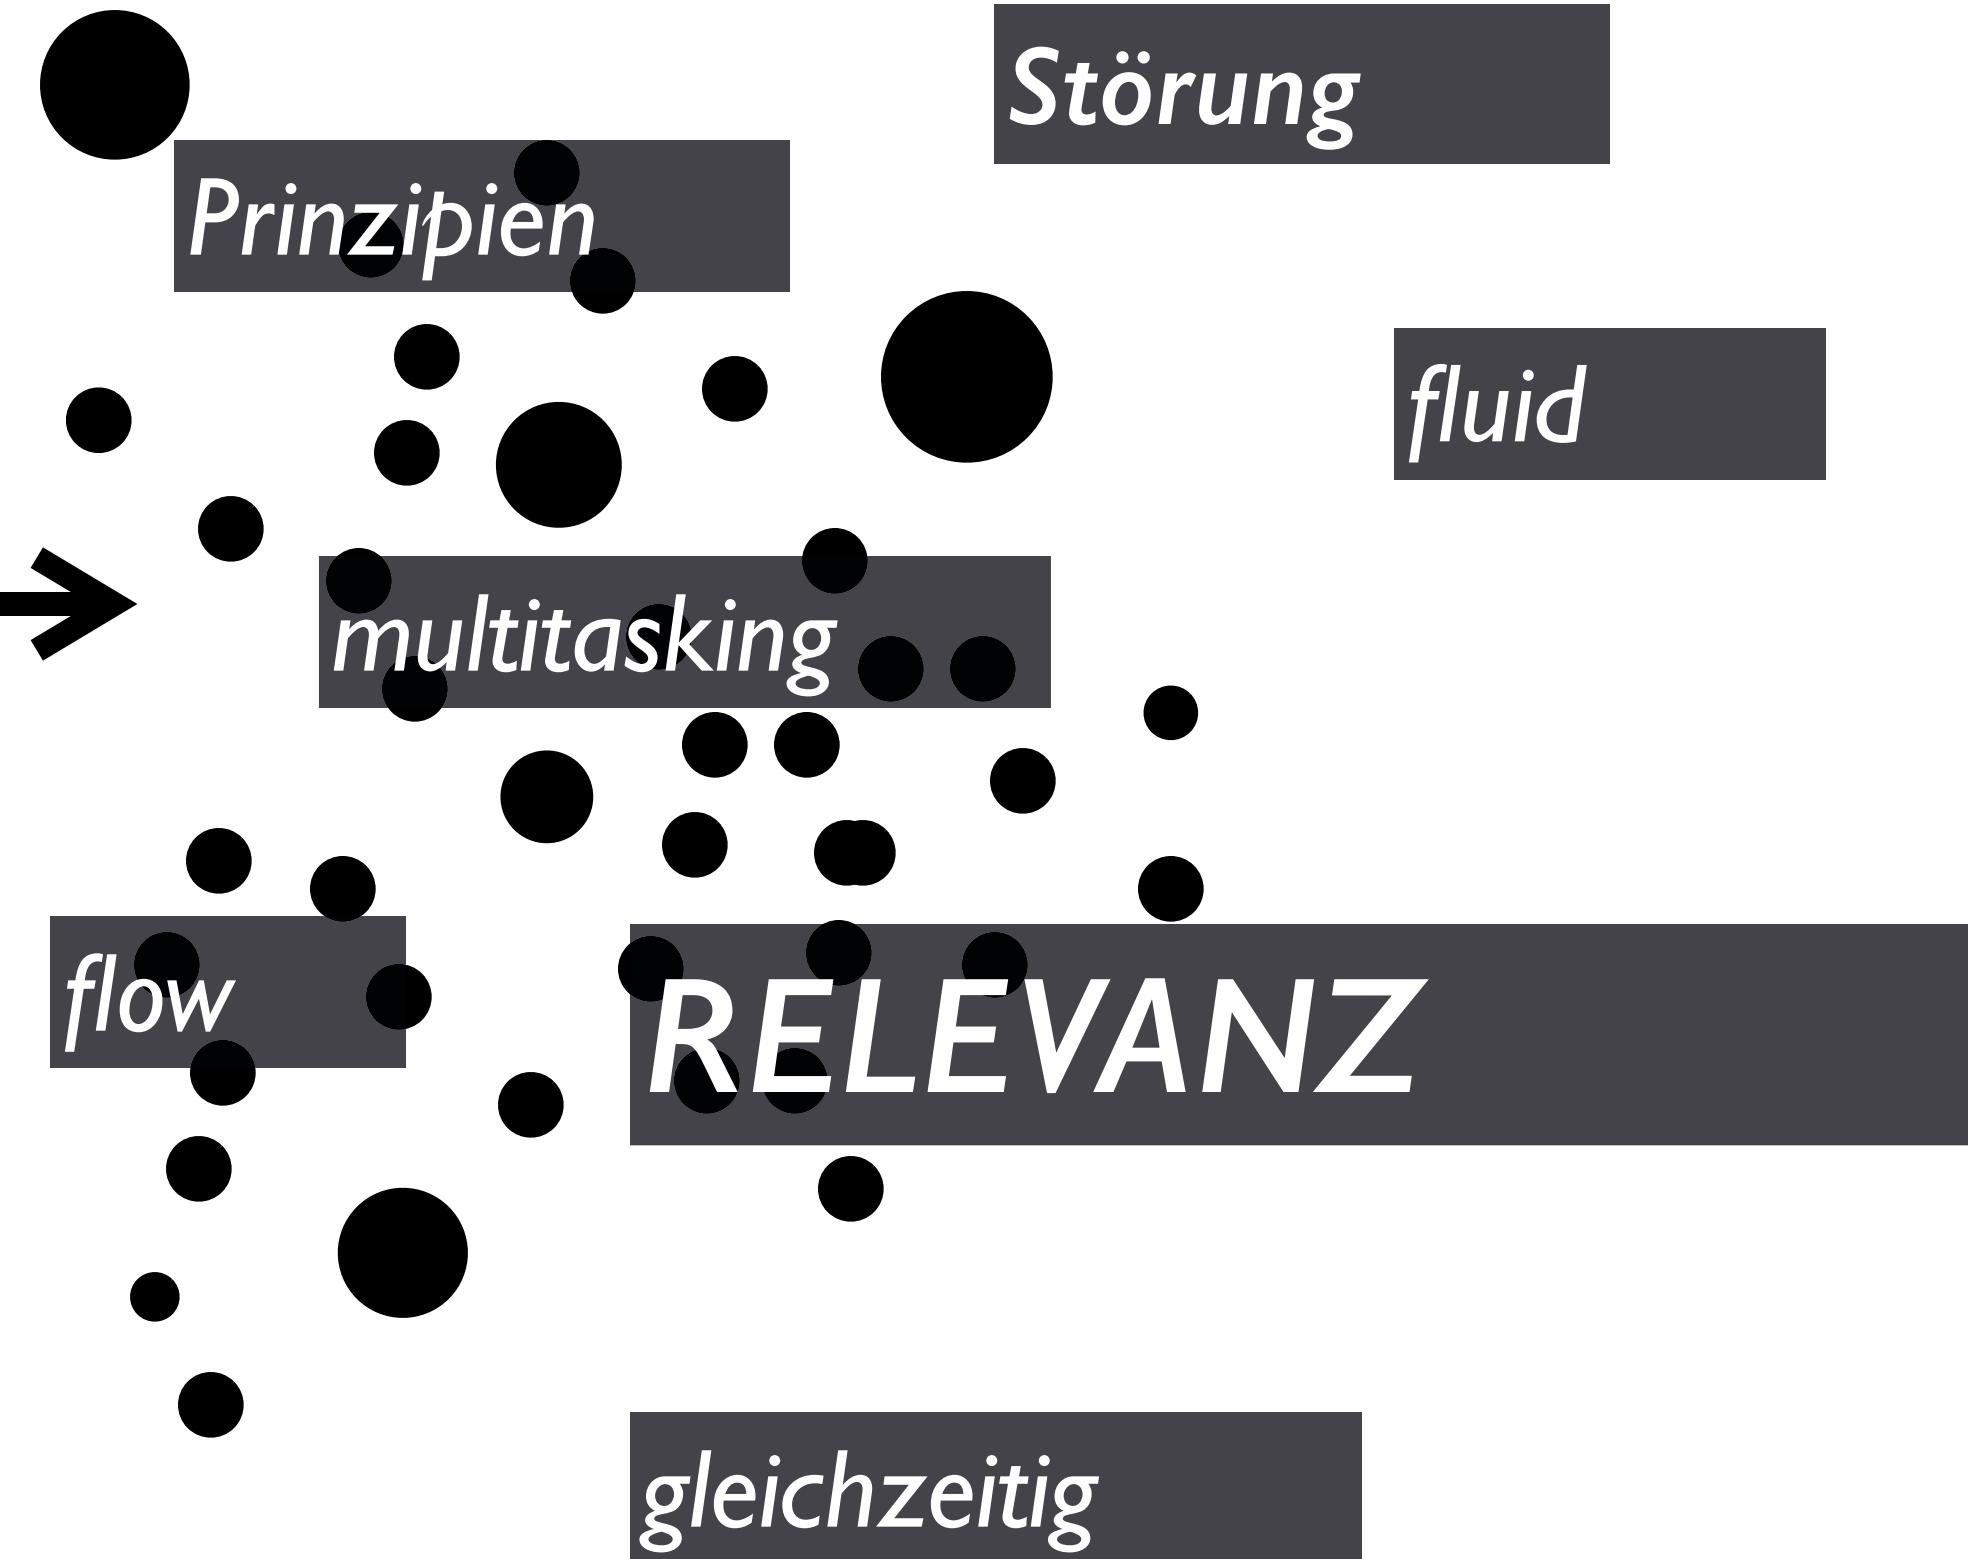 Störung
Prinzipien
fluid
multitasking
flow
RELEVANZ
gleichzeitig